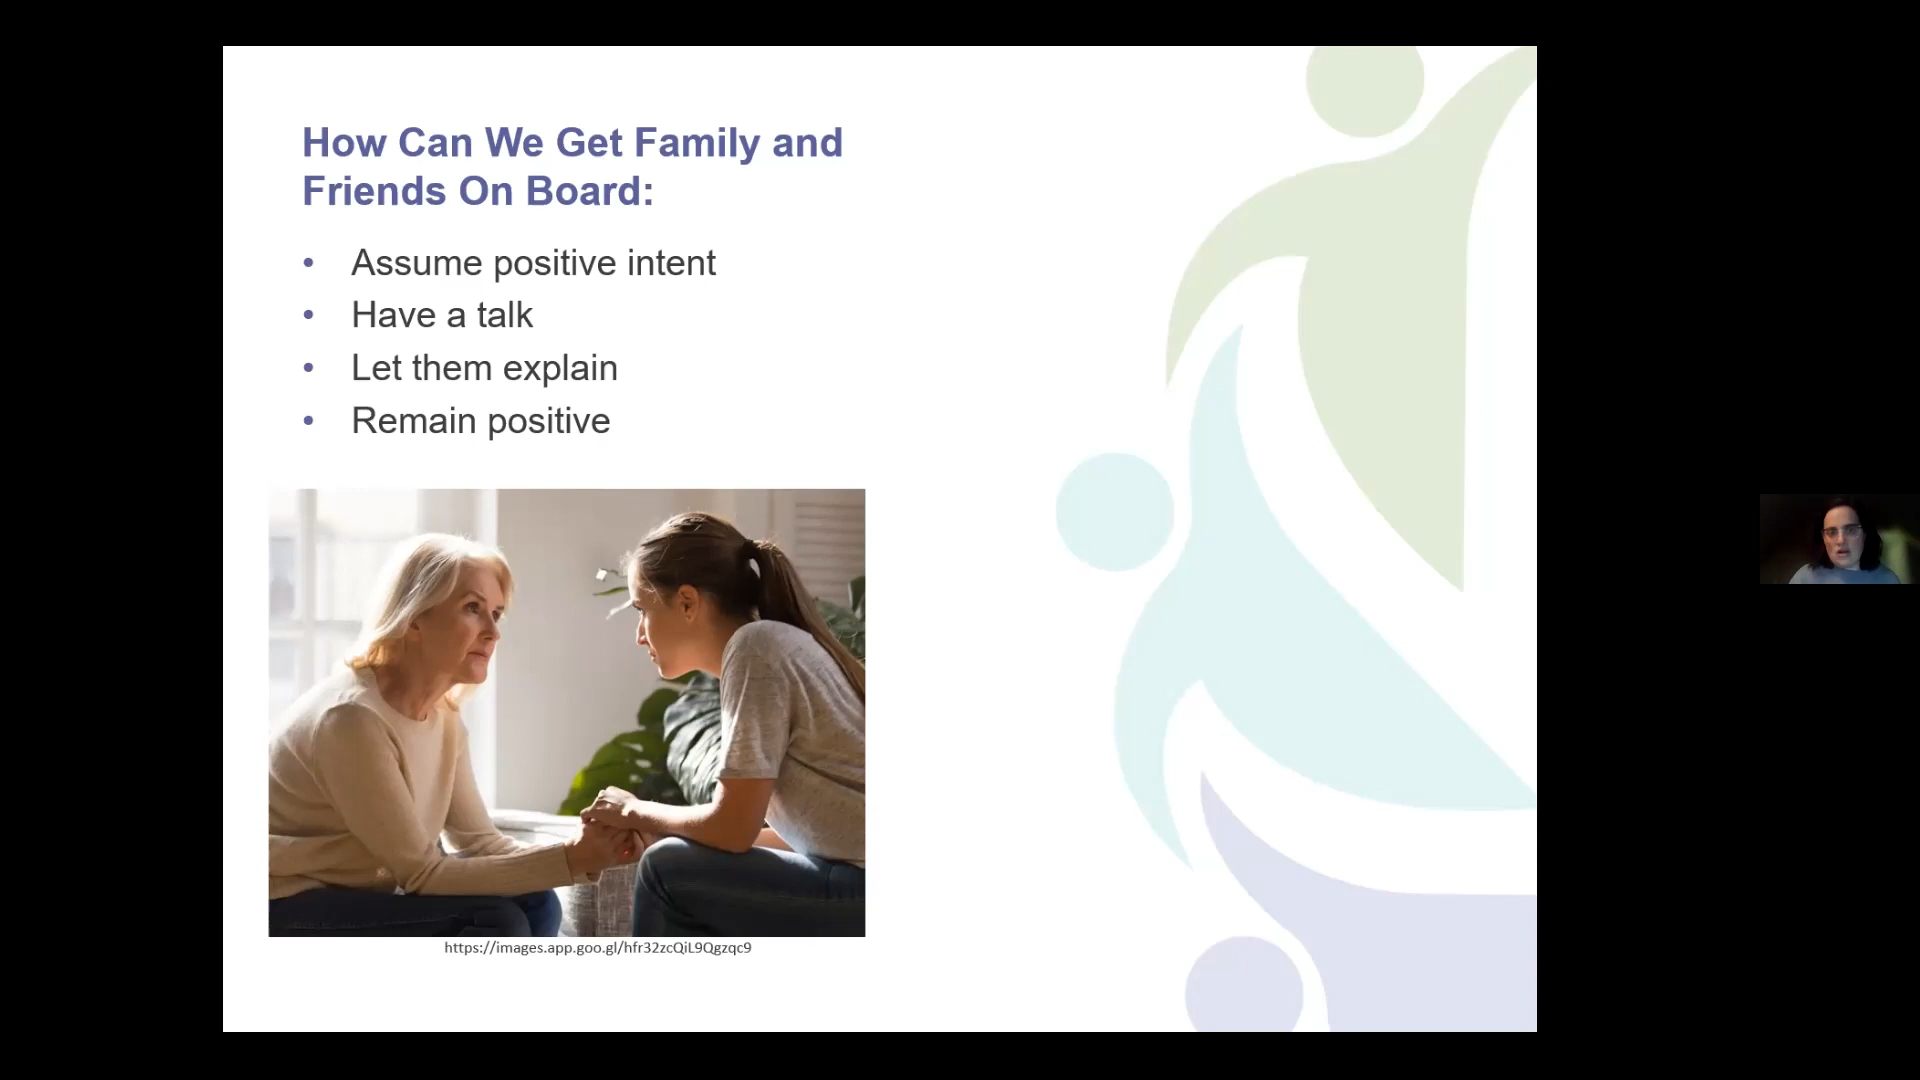 How Can We Get Family and
Friends On Board:
• Assume positive intent
• Have a talk
• Let them explain
• Remain positive
https://images.app.goo.gl/hfr32zcQiL9Qgzqc9